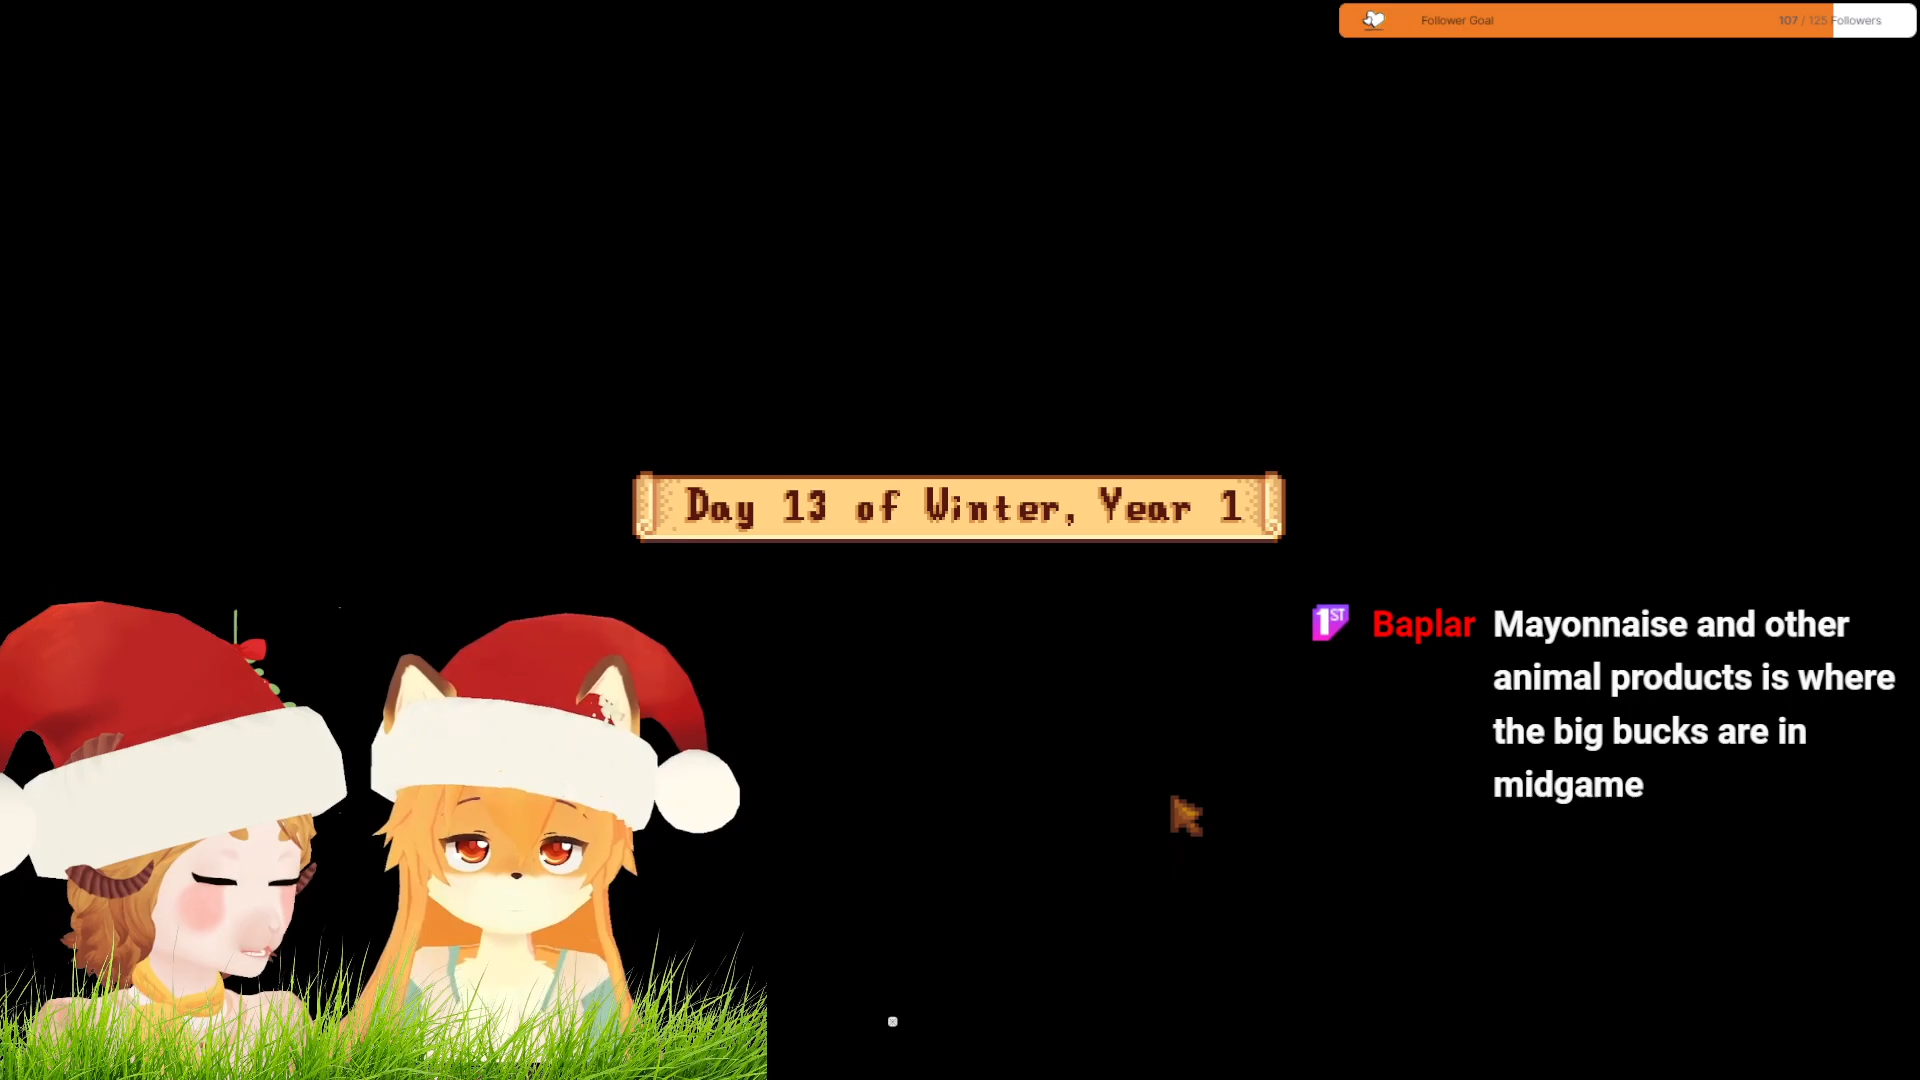 Follower Goal 107 / 125 Followers
Day 13 of Winter, Year 1
1ST Baplar Mayonnaise and other
animal products is where
the big bucks are in
midgame